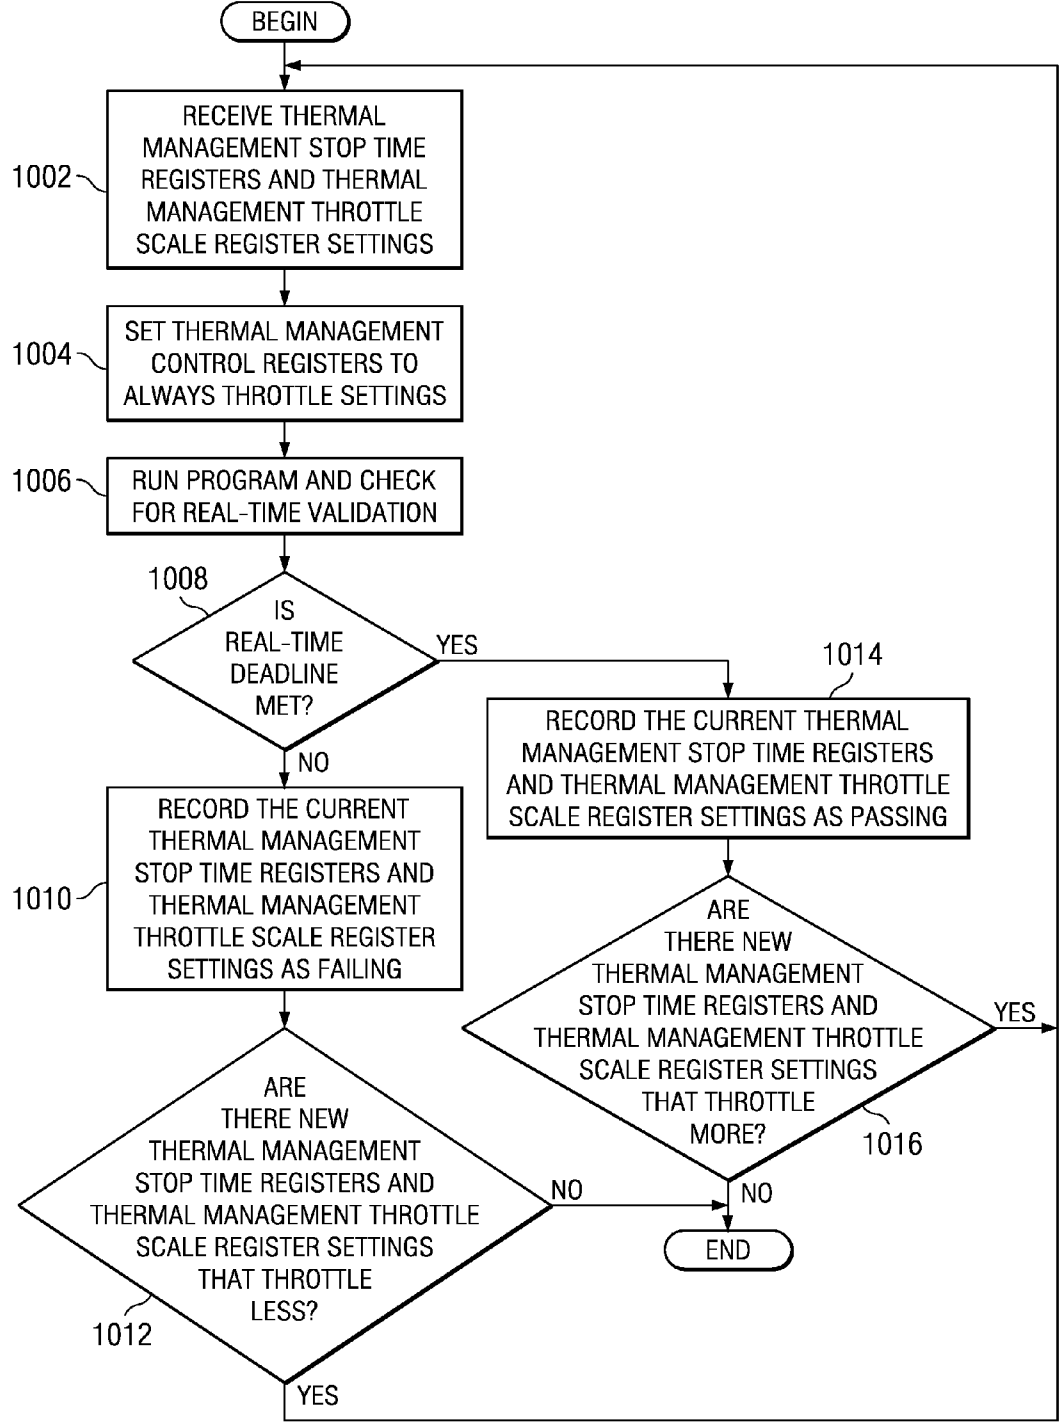 BEGIN
RECEIVE THERMAL
MANAGEMENT STOP TIME
REGISTERS AND THERMAL
MANAGEMENT THROTTLE
SCALE REGISTER SETTINGS
1002
SET THERMAL MANAGEMENT
CONTROL REGISTERS TO
ALWAYS THROTTLE SETTINGS
1004
RUN PROGRAM AND CHECK
FOR REAL-TIME VALIDATION
1006
1008
IS
REAL-TIME
DEADLINE
MET?
YES
NO
1014
RECORD THE CURRENT THERMAL
MANAGEMENT STOP TIME REGISTERS
AND THERMAL MANAGEMENT THROTTLE
SCALE REGISTER SETTINGS AS PASSING
RECORD THE CURRENT
THERMAL MANAGEMENT
STOP TIME REGISTERS AND
THERMAL MANAGEMENT
THROTTLE SCALE REGISTER
SETTINGS AS FAILING
1010
ARE
THERE NEW
THERMAL MANAGEMENT
STOP TIME REGISTERS AND
THERMAL MANAGEMENT THROTTLE
SCALE REGISTER SETTINGS
THAT THROTTLE
MORE?
YES
1016
NO
ARE
THERE NEW
THERMAL MANAGEMENT
STOP TIME REGISTERS AND
THERMAL MANAGEMENT THROTTLE
SCALE REGISTER SETTINGS
THAT THROTTLE
LESS?
NO
1012
YES
END